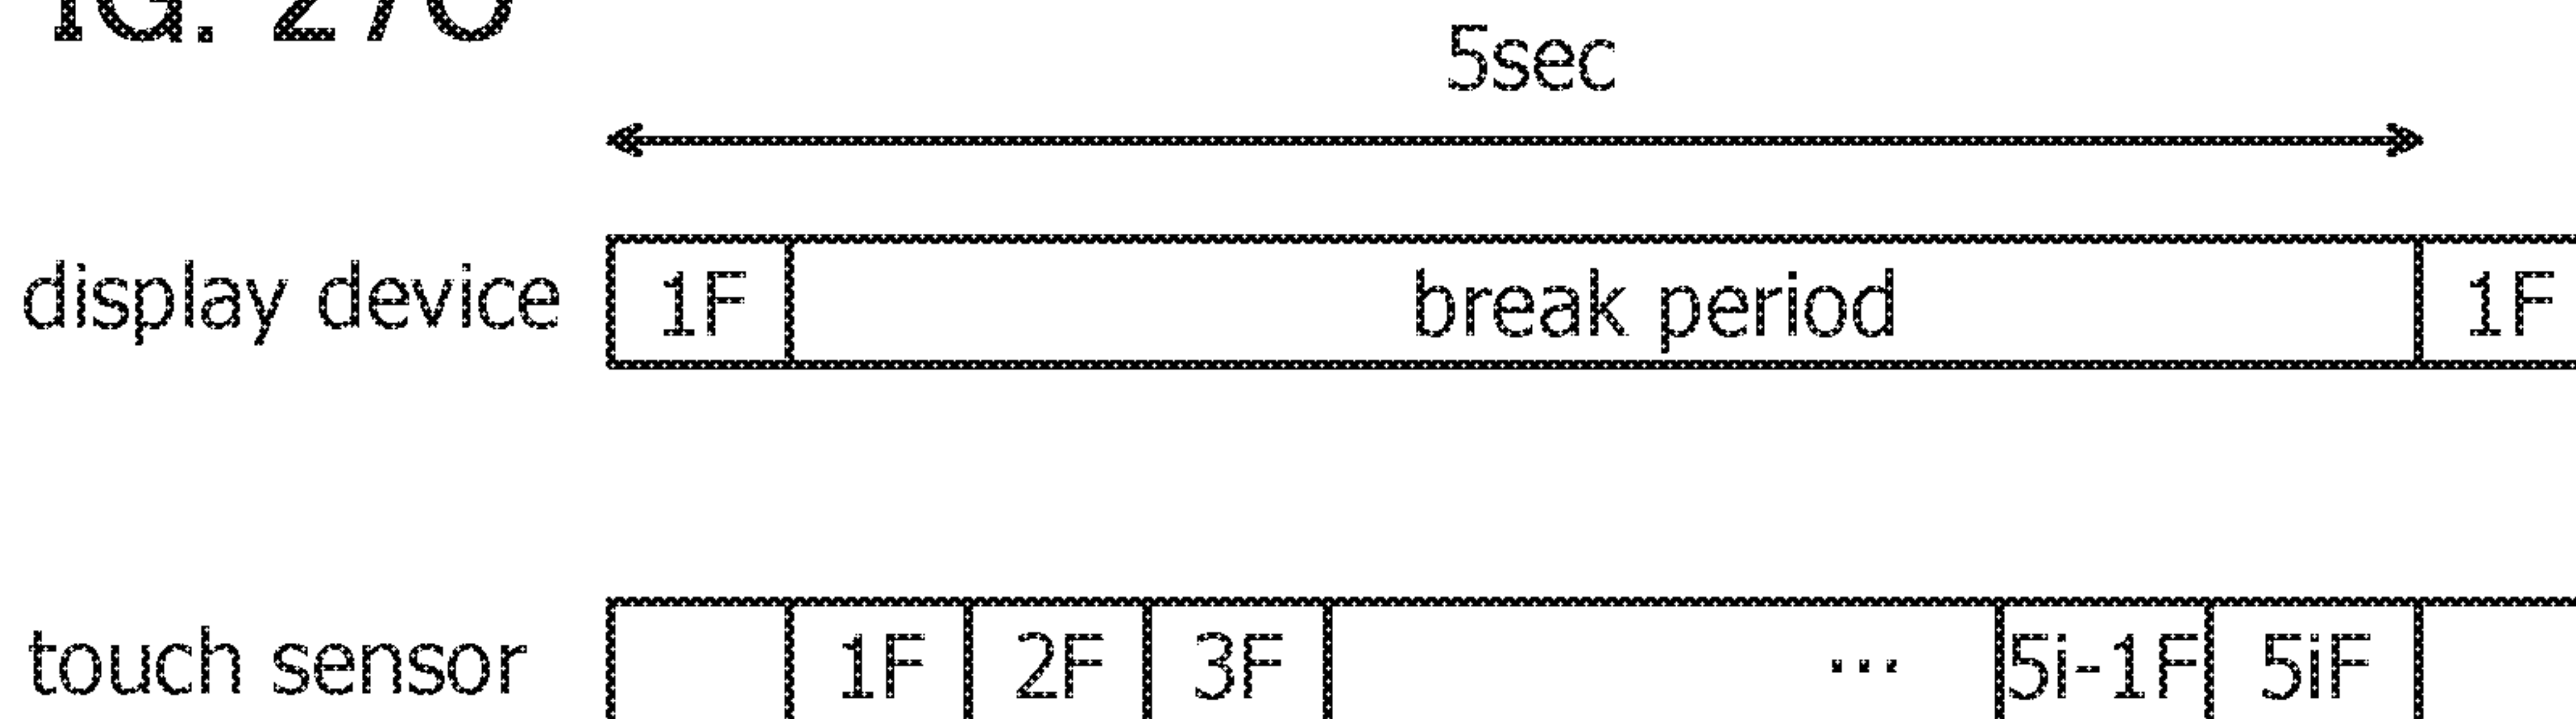 5sec
display device 1F break period 1F
touch sensor 1F 2F 3F ... 5i-1F 5iF